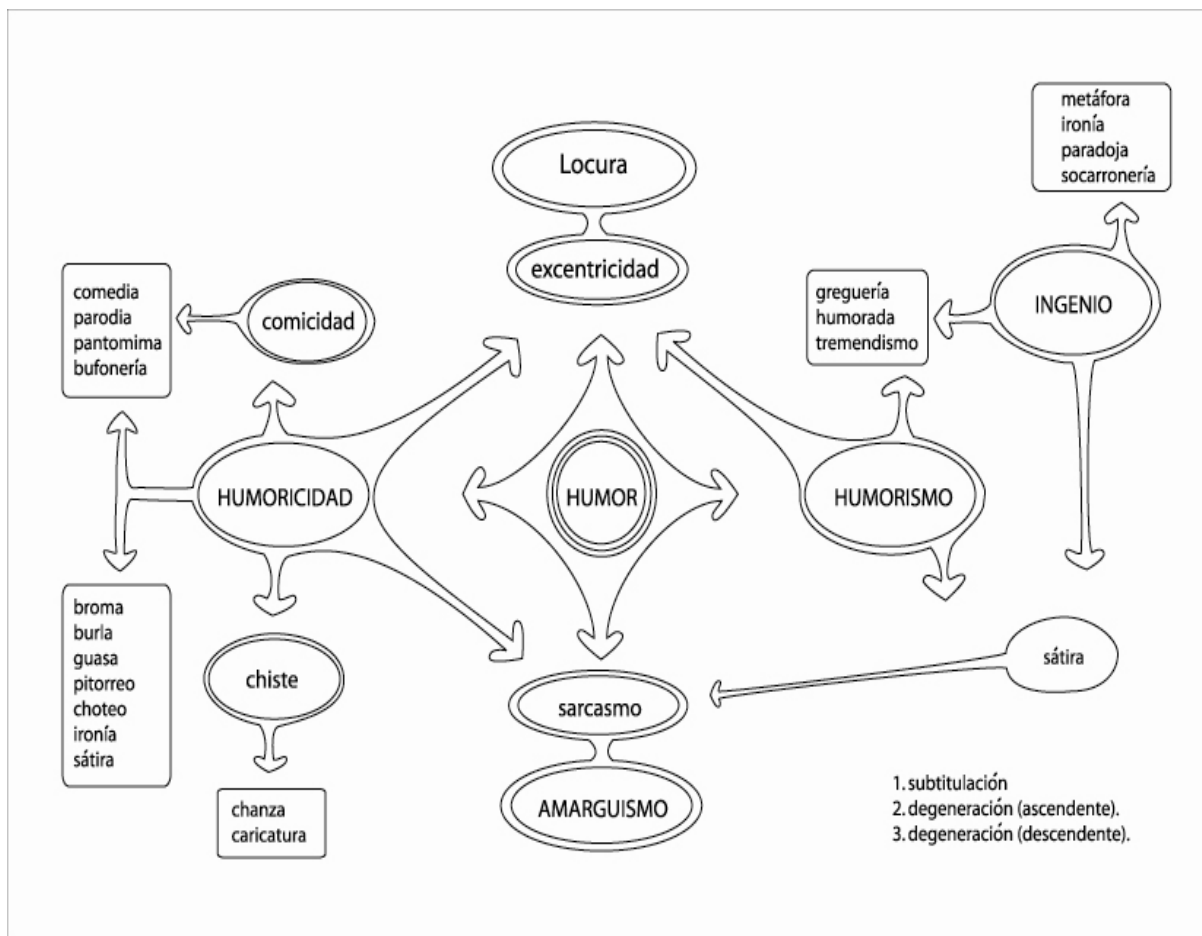 metáfora
ironía
paradoja
socarronería
Locura
excentricidad
comedia
parodia
pantomima
bufonería
comicidad
greguería
humorada
tremendismo
INGENIO
HUMORICIDAD
HUMOR
HUMORISMO
broma
burla
guasa
pitorreo
choteo
ironía
sátira
chiste
sarcasmo
sátira
chanza
caricatura
AMARGUISMO
1. subtitulación
2. degeneración (ascendente).
3. degeneración (descendente).